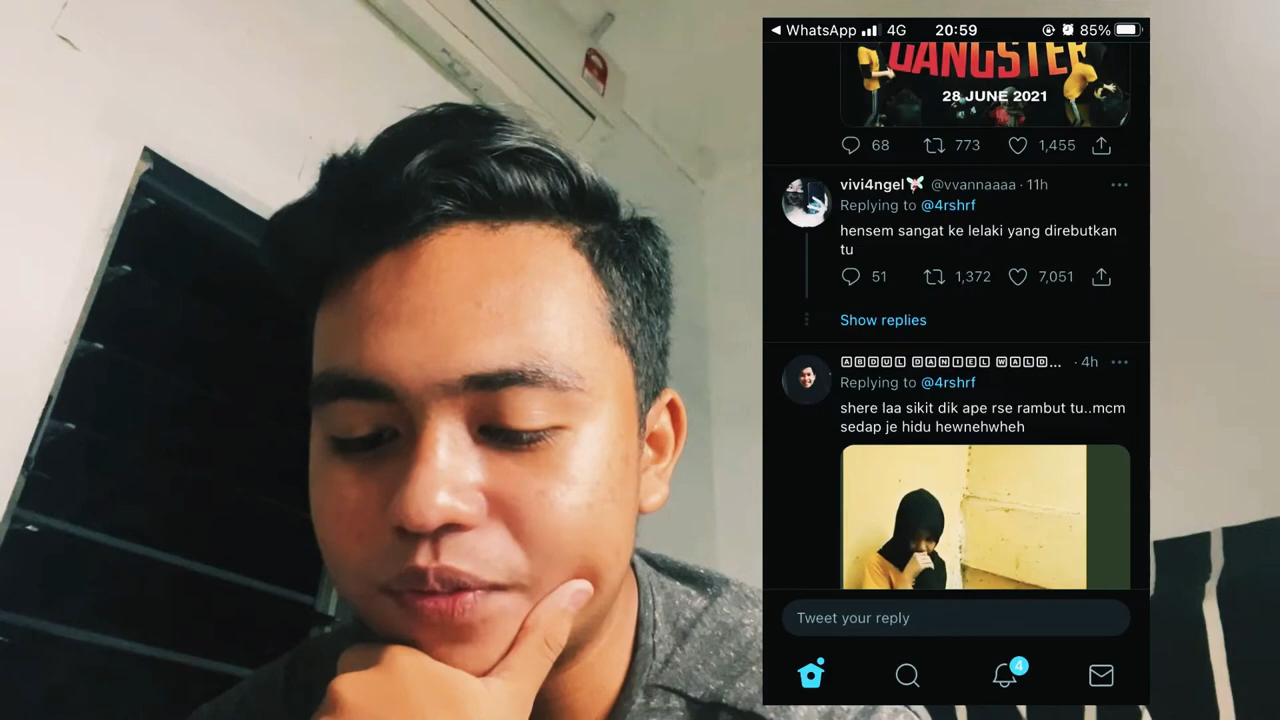 WhatsApp 4G 20:59 85%
GANGSTER
28 JUNE 2021
68 773 1,455
vivi4ngel @vvannaaaa · 11h
Replying to @4rshrf
hensem sangat ke lelaki yang direbutkan
tu
51 1,372 7,051
Show replies
ABDUL DANIEL WALD... · 4h
Replying to @4rshrf
shere laa sikit dik ape rse rambut tu..mcm
sedap je hidu hewnehwheh
Tweet your reply
4